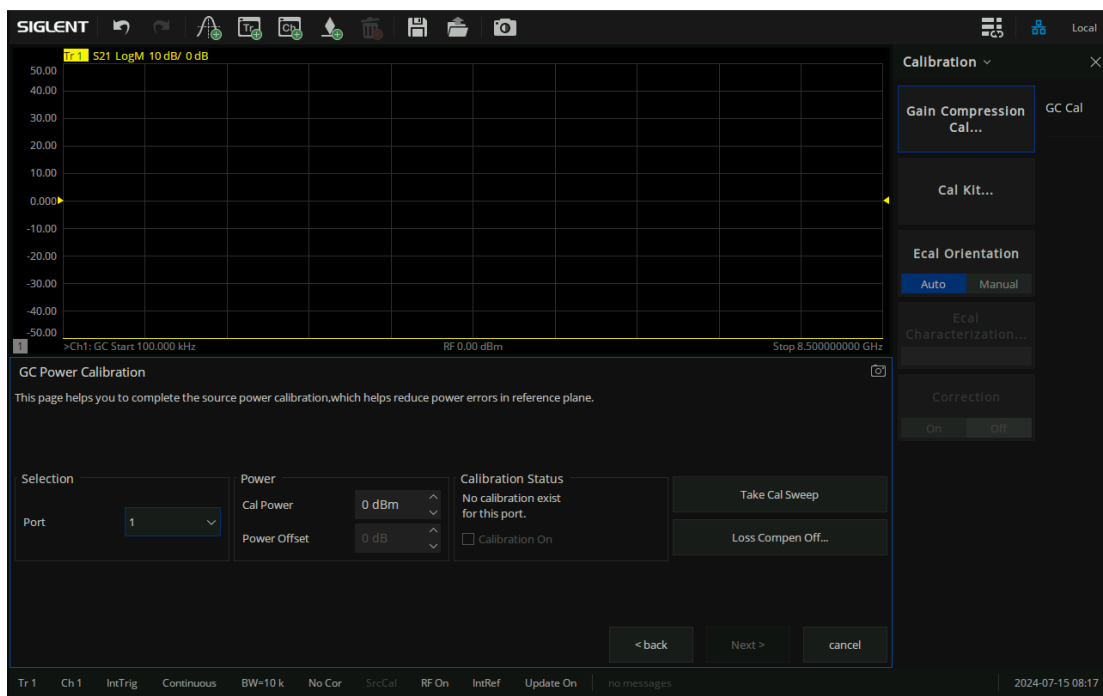 SIGLENT
Tr
Ch
Local
Tr 1 S21 LogM 10 dB/ 0 dB
50.00
40.00
30.00
20.00
10.00
0.000
-10.00
-20.00
-30.00
-40.00
-50.00
1
>Ch1: GC Start 100.000 kHz
RF 0.00 dBm
Stop 8.500000000 GHz
Calibration
Gain Compression
Cal...
GC Cal
Cal Kit...
Ecal Orientation
Auto Manual
Ecal
Characterization...
Correction
On Off
GC Power Calibration
This page helps you to complete the source power calibration,which helps reduce power errors in reference plane.
Selection
Port 1
Power
Cal Power 0 dBm
Power Offset 0 dB
Calibration Status
No calibration exist
for this port.
Calibration On
Take Cal Sweep
Loss Compen Off...
< back Next > cancel
Tr 1 Ch 1 IntTrig Continuous BW=10 k No Cor SrcCal RF On IntRef Update On no messages 2024-07-15 08:17